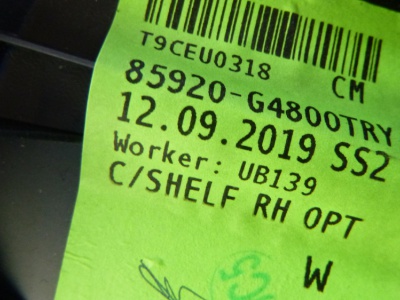 T9CEU0318 CM
85920-G4800TRY
12.09.2019 SS2
Worker: UB139
C/SHELF RH OPT
W